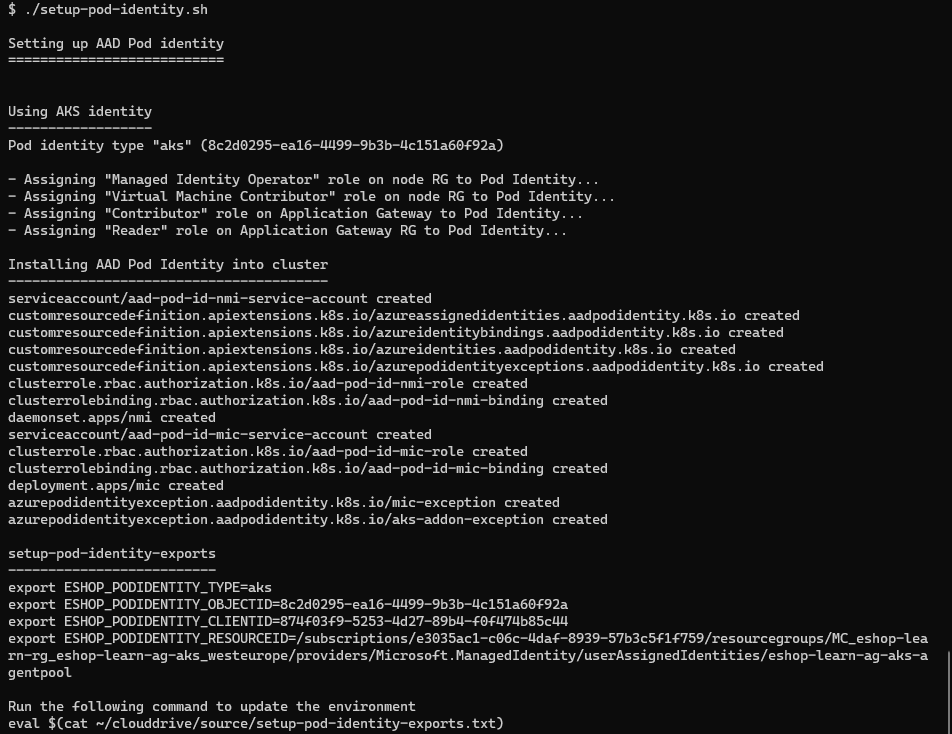 $ ./setup-pod-identity.sh
Setting up AAD Pod identity
===========================
Using AKS identity
------------------
Pod identity type "aks" (8c2d0295-ea16-4499-9b3b-4c151a60f92a)
- Assigning "Managed Identity Operator" role on node RG to Pod Identity...
- Assigning "Virtual Machine Contributor" role on node RG to Pod Identity...
- Assigning "Contributor" role on Application Gateway to Pod Identity...
- Assigning "Reader" role on Application Gateway RG to Pod Identity...
Installing AAD Pod Identity into cluster
----------------------------------------
serviceaccount/aad-pod-id-nmi-service-account created
customresourcedefinition.apiextensions.k8s.io/azureassignedidentities.aadpodidentity.k8s.io created
customresourcedefinition.apiextensions.k8s.io/azureidentitybindings.aadpodidentity.k8s.io created
customresourcedefinition.apiextensions.k8s.io/azureidentities.aadpodidentity.k8s.io created
customresourcedefinition.apiextensions.k8s.io/azurepodidentityexceptions.aadpodidentity.k8s.io created
clusterrole.rbac.authorization.k8s.io/aad-pod-id-nmi-role created
clusterrolebinding.rbac.authorization.k8s.io/aad-pod-id-nmi-binding created
daemonset.apps/nmi created
serviceaccount/aad-pod-id-mic-service-account created
clusterrole.rbac.authorization.k8s.io/aad-pod-id-mic-role created
clusterrolebinding.rbac.authorization.k8s.io/aad-pod-id-mic-binding created
deployment.apps/mic created
azurepodidentityexception.aadpodidentity.k8s.io/mic-exception created
azurepodidentityexception.aadpodidentity.k8s.io/aks-addon-exception created
setup-pod-identity-exports
--------------------------
export ESHOP_PODIDENTITY_TYPE=aks
export ESHOP_PODIDENTITY_OBJECTID=8c2d0295-ea16-4499-9b3b-4c151a60f92a
export ESHOP_PODIDENTITY_CLIENTID=874f03f9-5253-4d27-89b4-f0f474b85c44
export ESHOP_PODIDENTITY_RESOURCEID=/subscriptions/e3035ac1-c06c-4daf-8939-57b3c5f1f759/resourcegroups/MC_eshop-lea
rn-rg_eshop-learn-ag-aks_westeurope/providers/Microsoft.ManagedIdentity/userAssignedIdentities/eshop-learn-ag-aks-a
gentpool
Run the following command to update the environment
eval $(cat ~/clouddrive/source/setup-pod-identity-exports.txt)